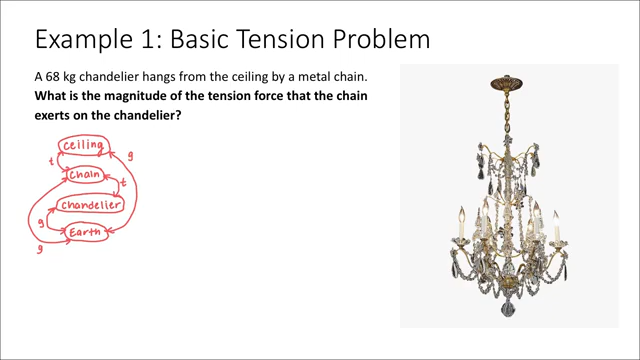 Example 1: Basic Tension Problem
A 68 kg chandelier hangs from the ceiling by a metal chain.
What is the magnitude of the tension force that the chain
exerts on the chandelier?
ceiling
t
g
chain
t
chandelier
g
Earth
g